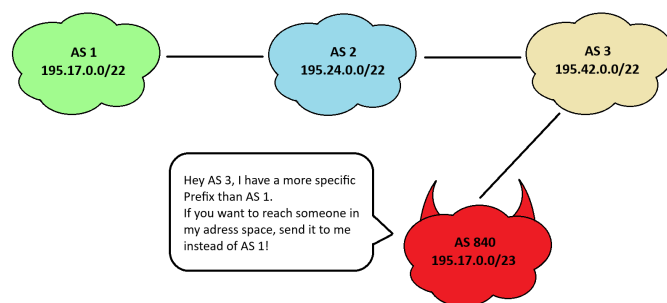 AS 1
195.17.0.0/22
AS 2
195.24.0.0/22
AS 3
195.42.0.0/22
Hey AS 3, I have a more specific
Prefix than AS 1.
If you want to reach someone in
my adress space, send it to me
instead of AS 1!
AS 840
195.17.0.0/23